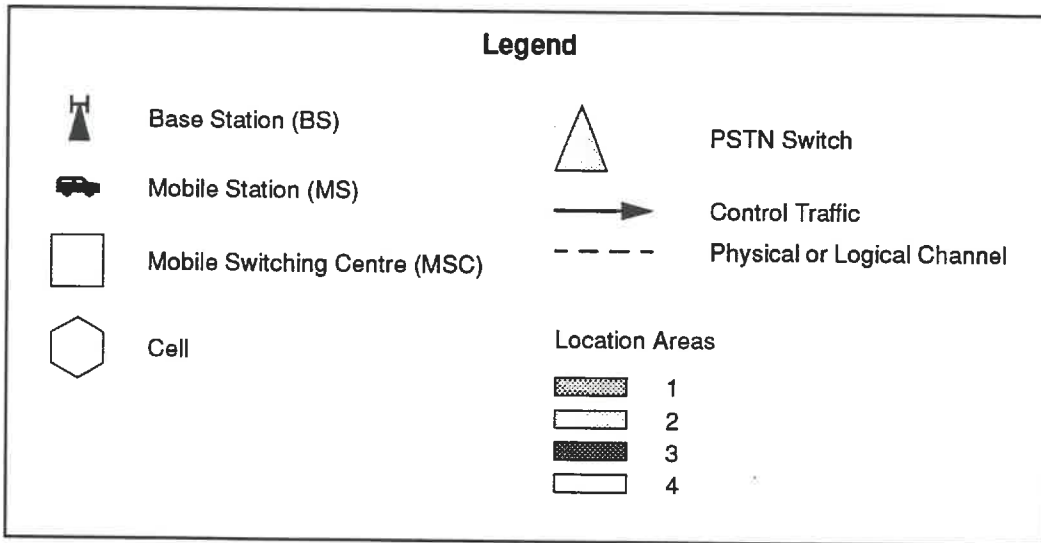 Legend
Base Station (BS)
Mobile Station (MS)
Mobile Switching Centre (MSC)
Cell
PSTN Switch
Control Traffic
Physical or Logical Channel
Location Areas
1
2
3
4